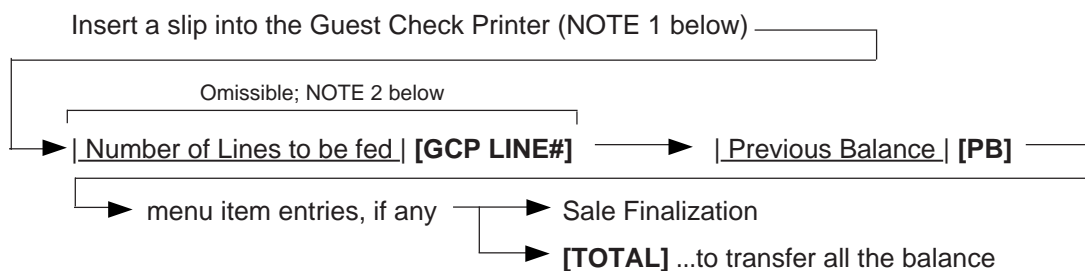 Insert a slip into the Guest Check Printer (NOTE 1 below)
Omissible; NOTE 2 below
| Number of Lines to be fed | [GCP LINE#]
| Previous Balance | [PB]
menu item entries, if any
Sale Finalization
[TOTAL] ...to transfer all the balance